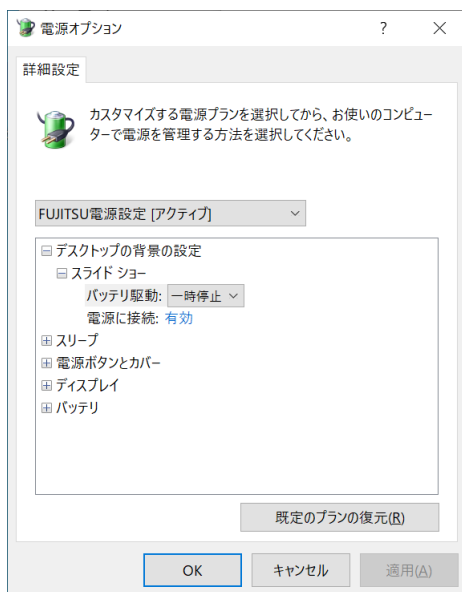 電源オプション
詳細設定
カスタマイズする電源プランを選択してから、お使いのコンピュー
ターで電源を管理する方法を選択してください。
FUJITSU電源設定 [アクティブ]
デスクトップの背景の設定
スライド ショー
バッテリ駆動: 一時停止
電源に接続: 有効
スリープ
電源ボタンとカバー
ディスプレイ
バッテリ
既定のプランの復元(R)
OK キャンセル 適用(A)